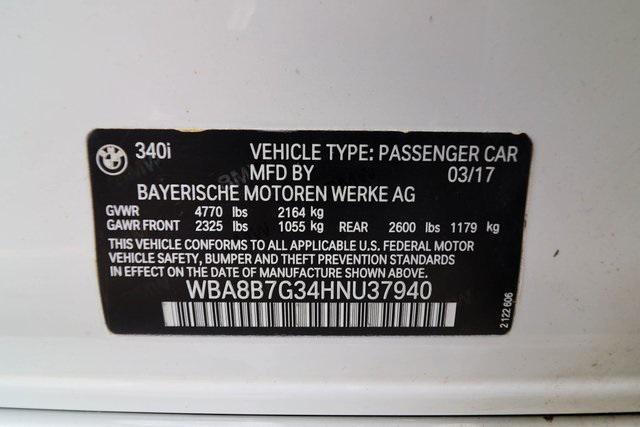 340i VEHICLE TYPE: PASSENGER CAR
MFD BY 03/17
BAYERISCHE MOTOREN WERKE AG
GVWR 4770 lbs 2164 kg
GAWR FRONT 2325 lbs 1055 kg REAR 2600 lbs 1179 kg
THIS VEHICLE CONFORMS TO ALL APPLICABLE U.S. FEDERAL MOTOR
VEHICLE SAFETY, BUMPER AND THEFT PREVENTION STANDARDS
IN EFFECT ON THE DATE OF MANUFACTURE SHOWN ABOVE.
WBA8B7G34HNU37940
2 122 606